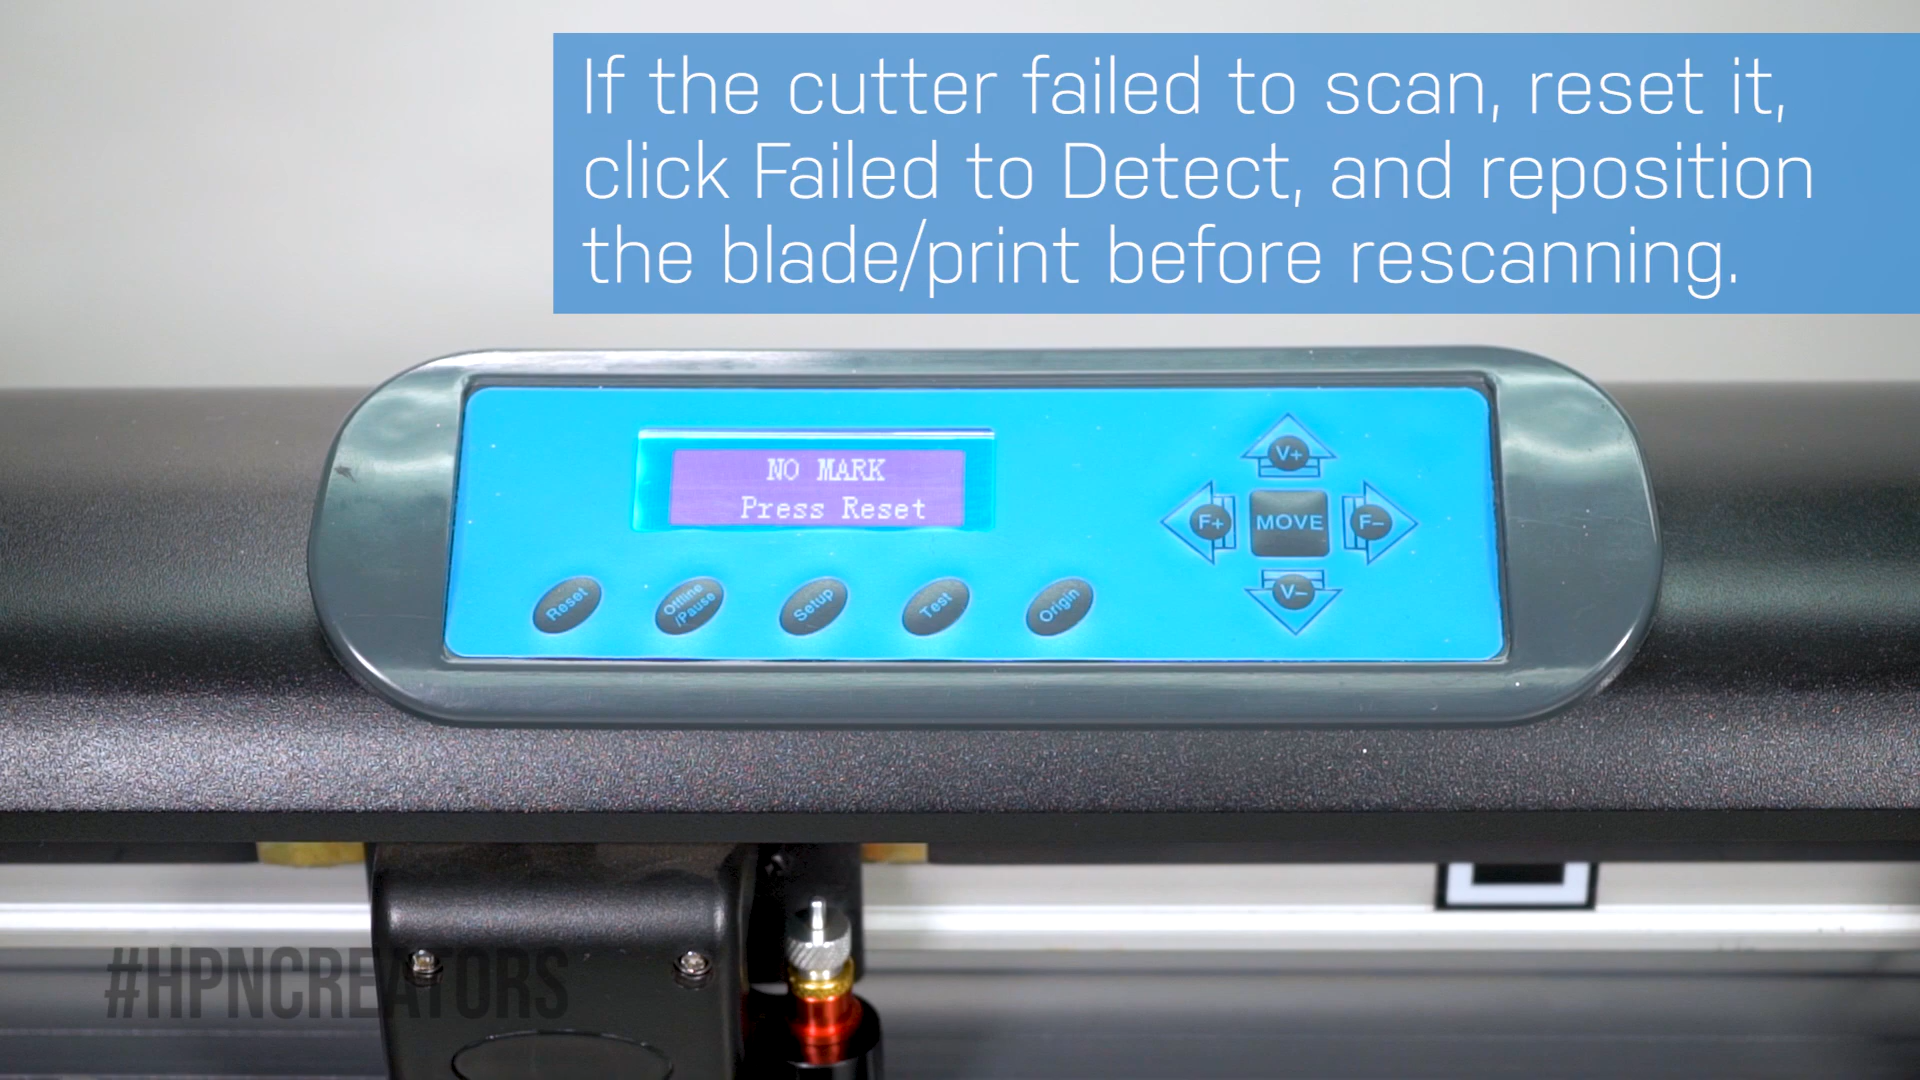 If the cutter failed to scan, reset it,
click Failed to Detect, and reposition
the blade/print before rescanning.
NO MARK
Press Reset
V+
F+
MOVE
F-
V-
Reset
Offline
/Pause
Setup
Test
Origin
#HPNCREATORS